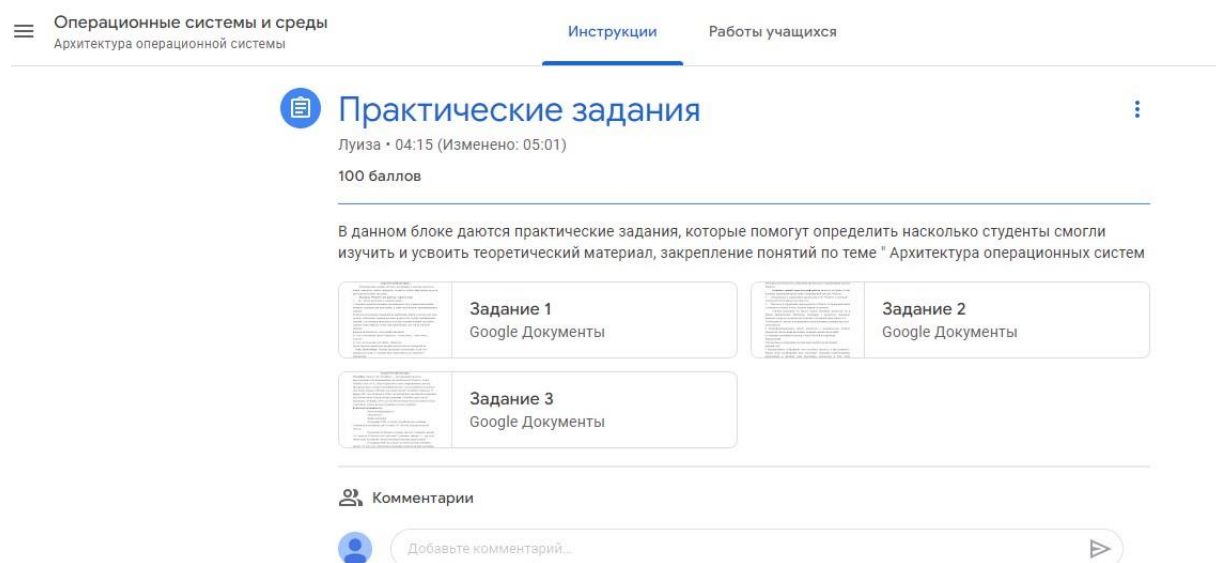 Операционные системы и среды
Архитектура операционной системы
Инструкции
Работы учащихся
Практические задания
Луиза • 04:15 (Изменено: 05:01)
100 баллов
В данном блоке даются практические задания, которые помогут определить насколько студенты смогли
изучить и усвоить теоретический материал, закрепление понятий по теме " Архитектура операционных систем
Задание 1
Google Документы
Задание 2
Google Документы
Задание 3
Google Документы
Комментарии
Добавьте комментарий...